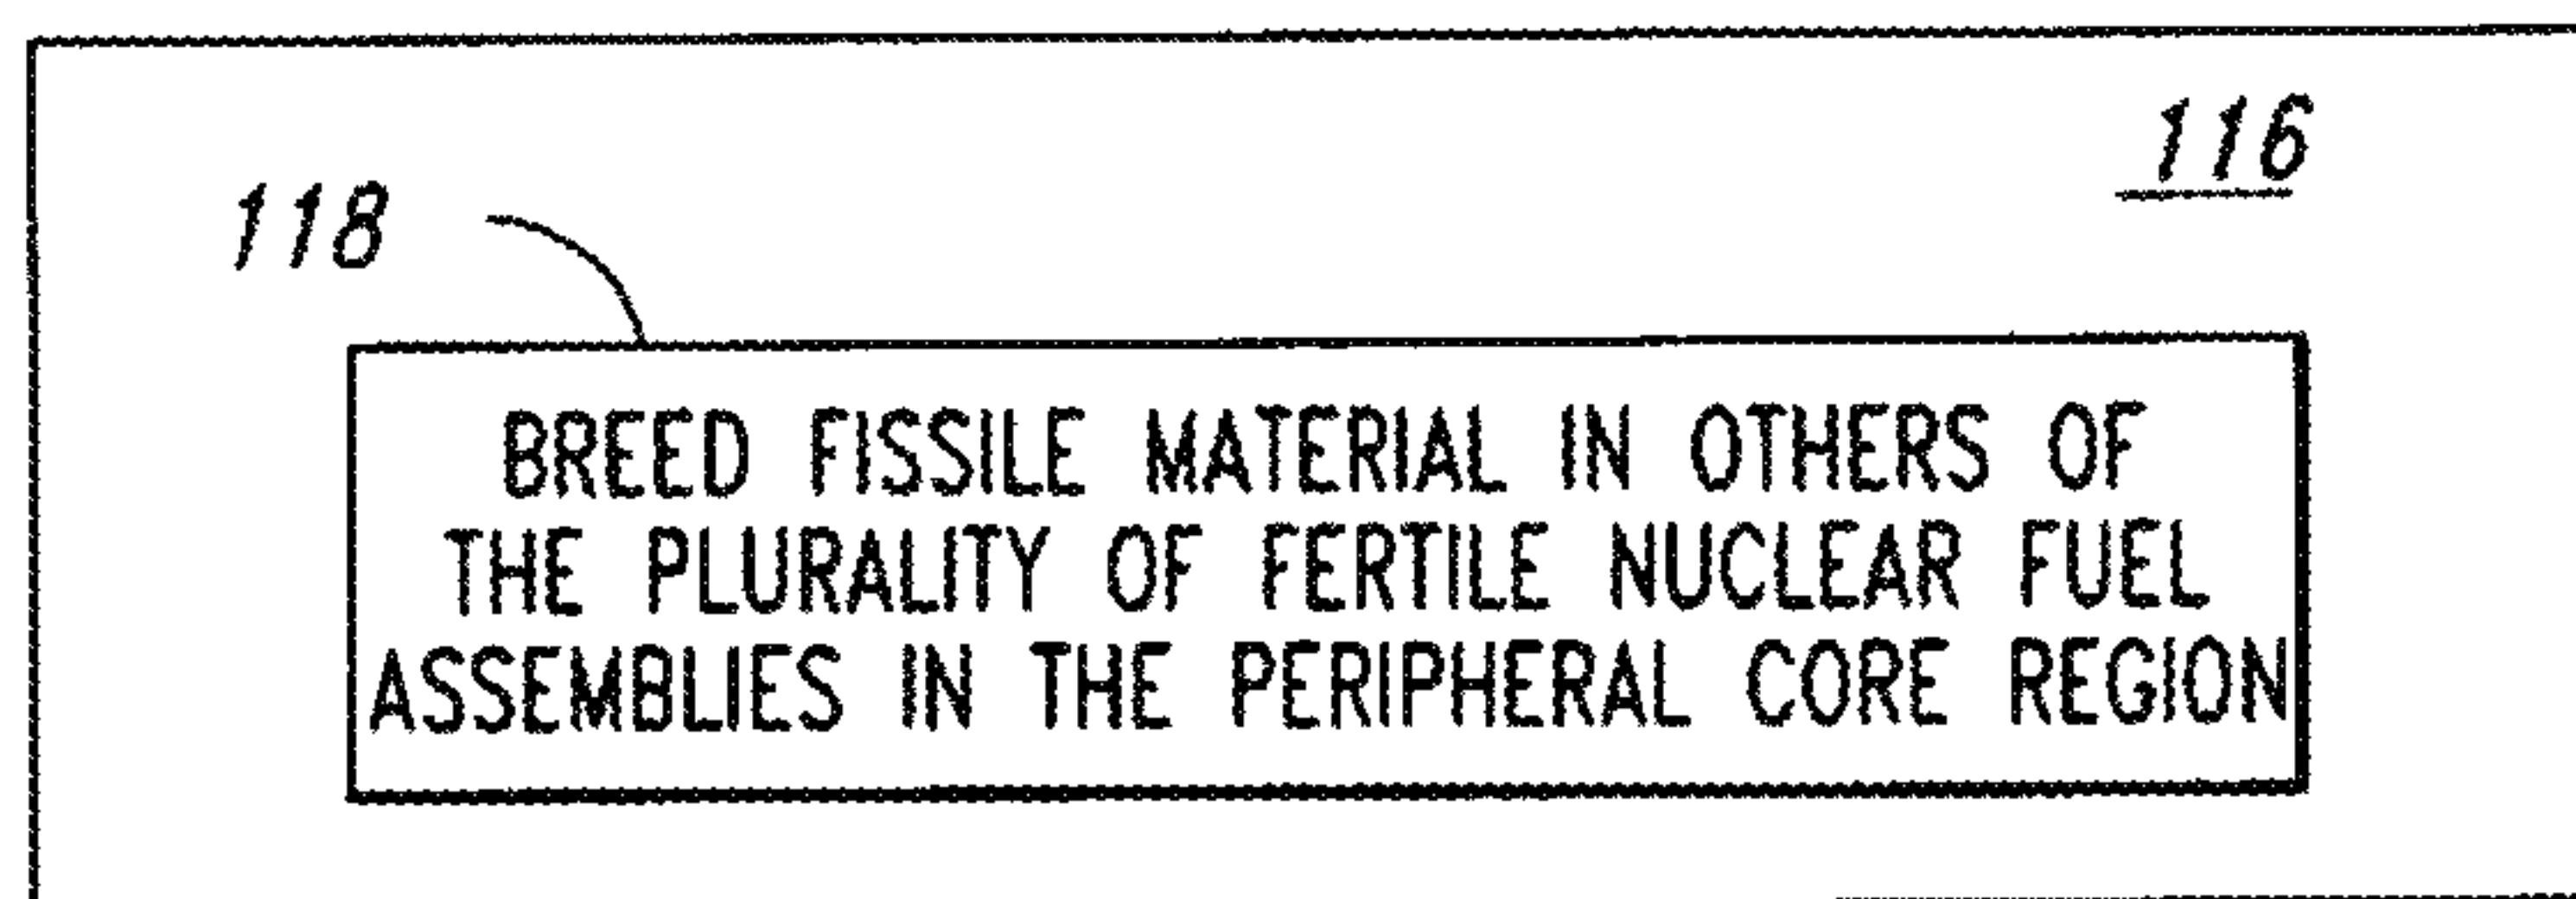 116
118
BREED FISSILE MATERIAL IN OTHERS OF
THE PLURALITY OF FERTILE NUCLEAR FUEL
ASSEMBLIES IN THE PERIPHERAL CORE REGION